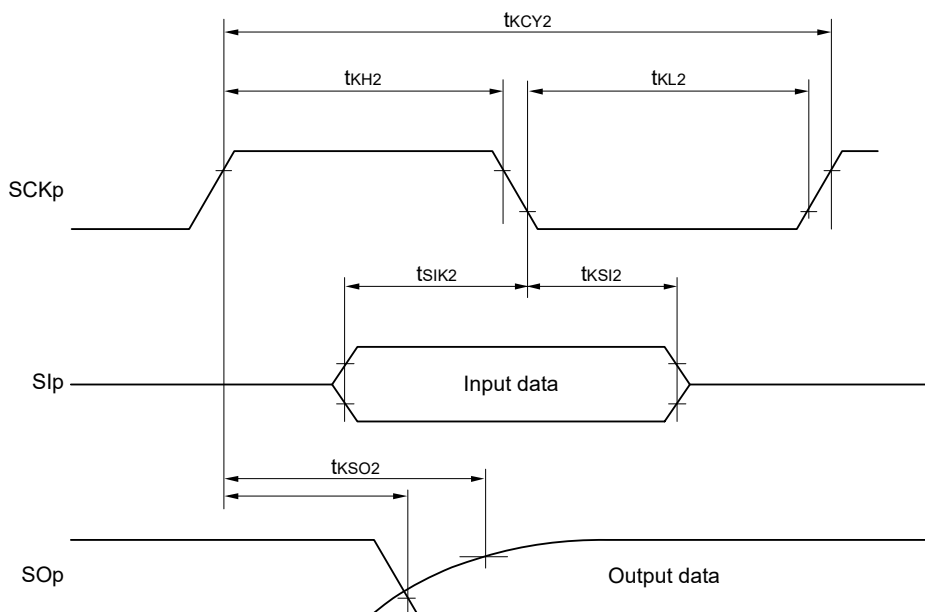 tKCY2
tKH2
tKL2
SCKp
tSIK2
tKSI2
SIp
Input data
tKSO2
SOp
Output data